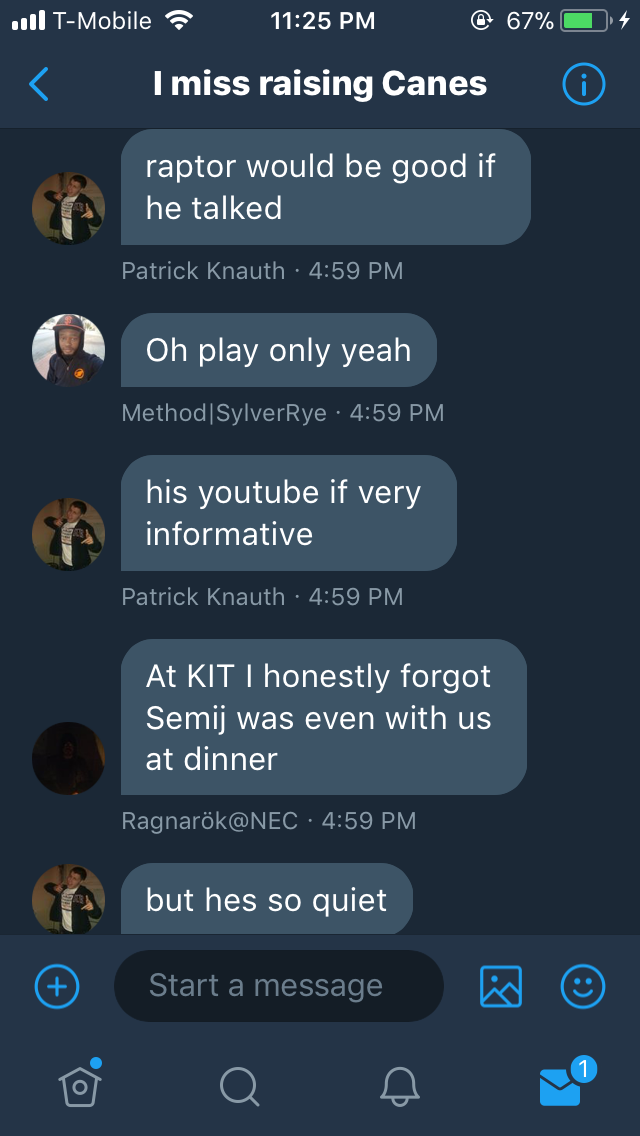 T-Mobile 11:25 PM 67%
I miss raising Canes
raptor would be good if
he talked
Patrick Knauth · 4:59 PM
Oh play only yeah
Method|SylverRye · 4:59 PM
his youtube if very
informative
Patrick Knauth · 4:59 PM
At KIT I honestly forgot
Semij was even with us
at dinner
Ragnarök@NEC · 4:59 PM
but hes so quiet
Start a message
1